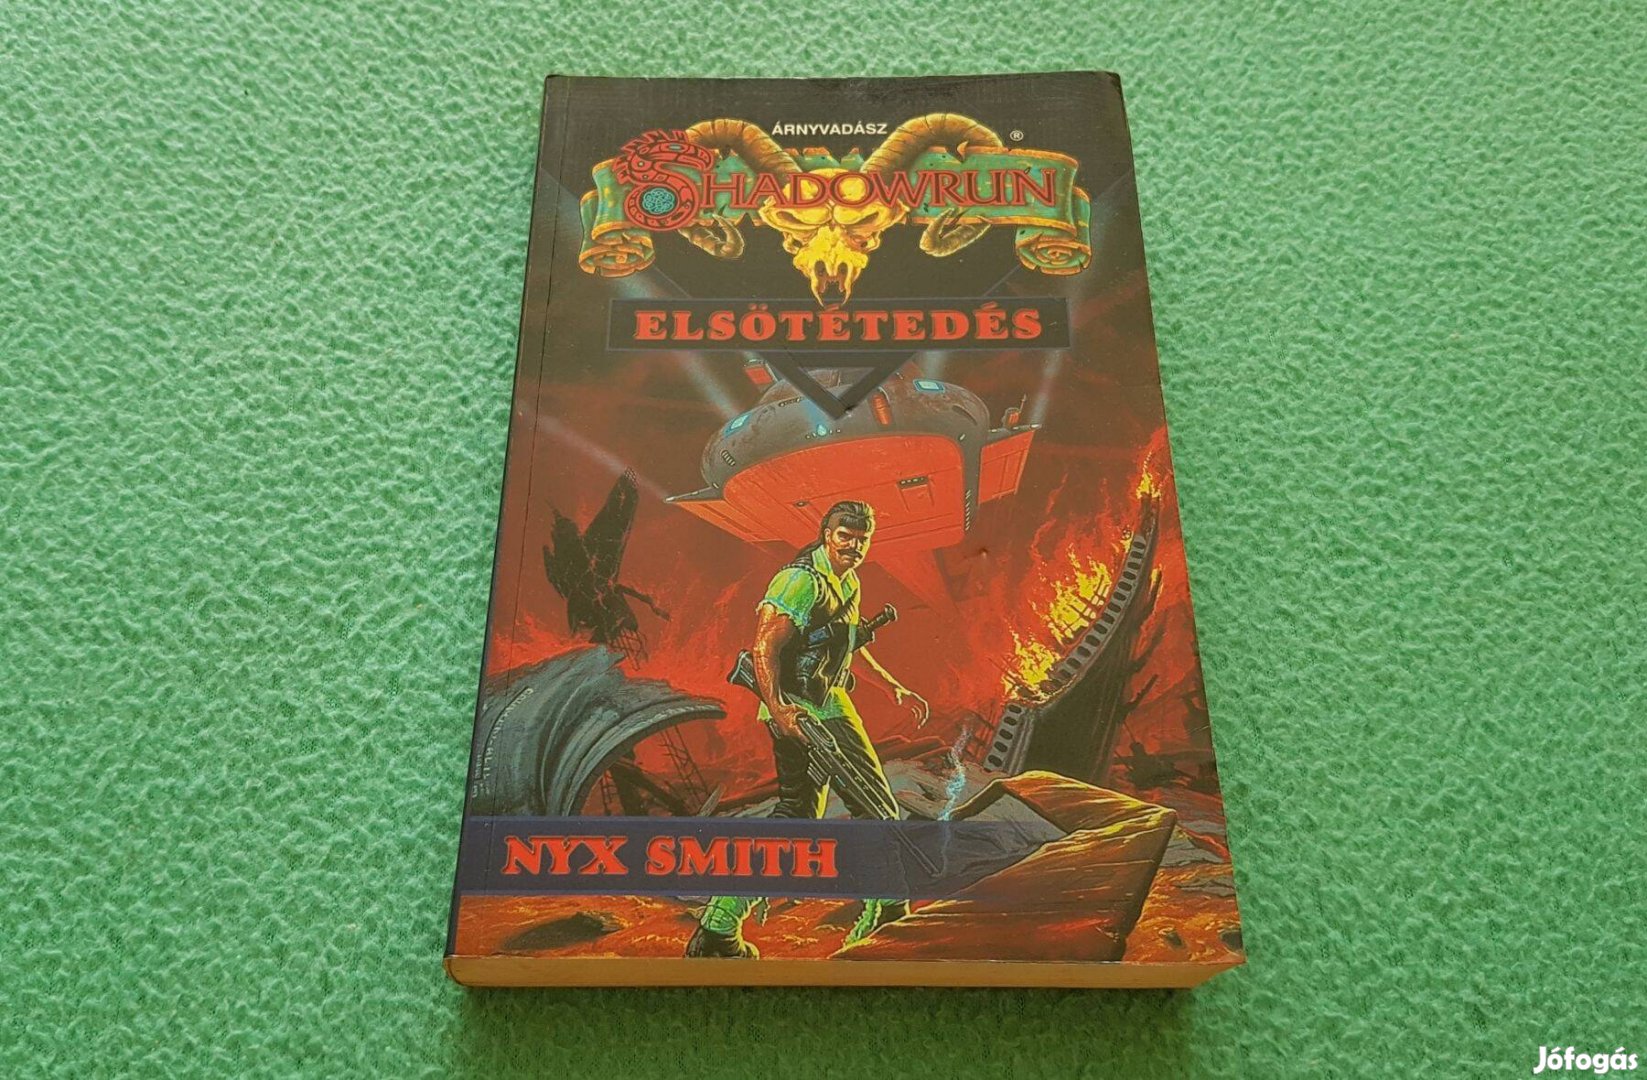 ÁRNYVADÁSZ
®
SHADOWRUN
ELSÖTÉTEDÉS
NYX SMITH
Jófogás